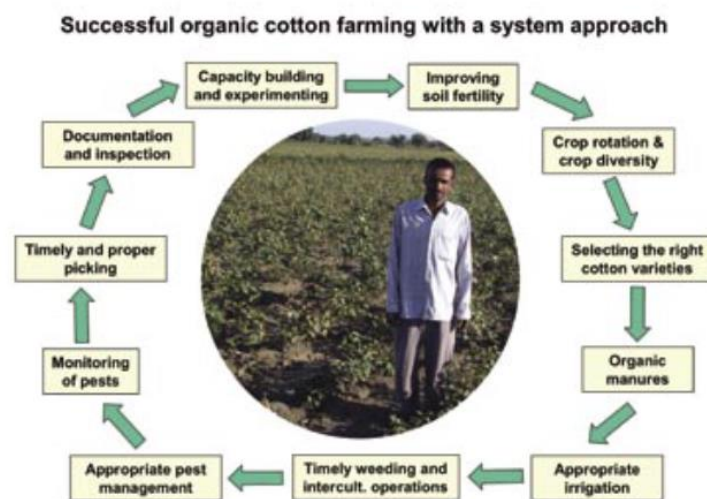 Successful organic cotton farming with a system approach
Capacity building
and experimenting
Improving
soil fertility
Crop rotation &
crop diversity
Selecting the right
cotton varieties
Organic
manures
Appropriate
irrigation
Timely weeding and
intercult. operations
Appropriate pest
management
Monitoring
of pests
Timely and proper
picking
Documentation
and inspection